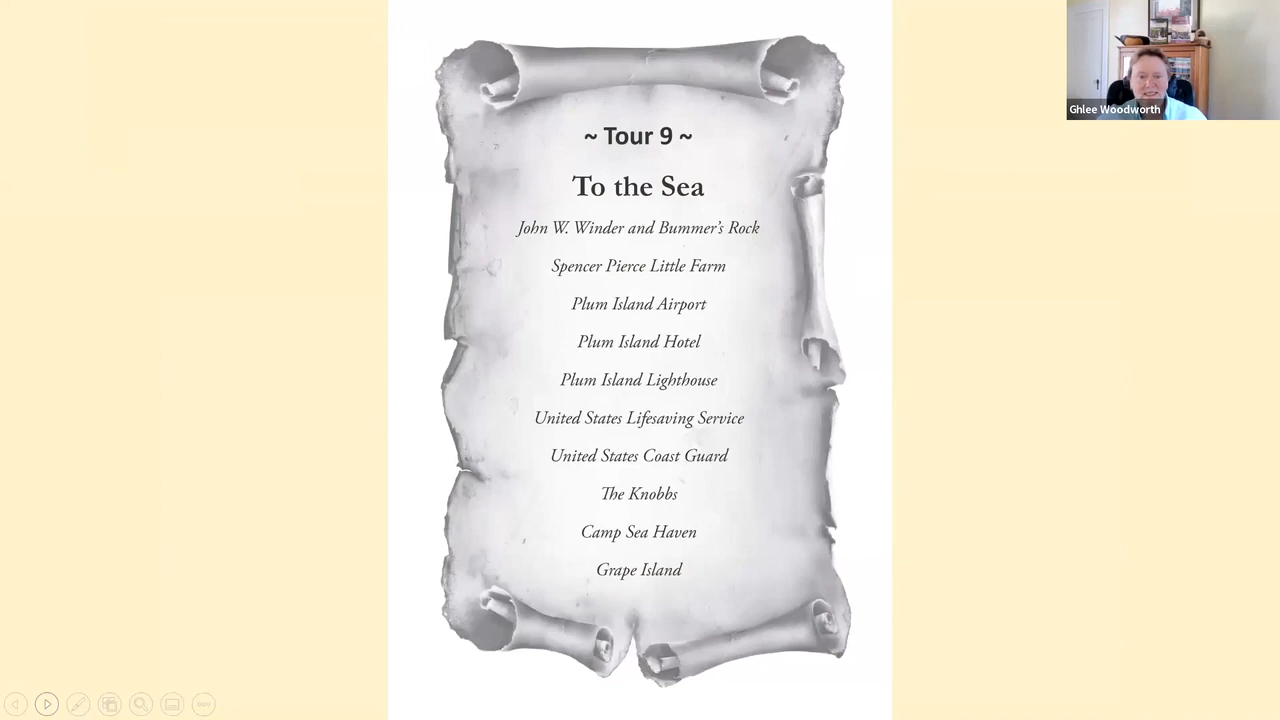 ~ Tour 9 ~
To the Sea
John W. Winder and Bummer's Rock
Spencer Pierce Little Farm
Plum Island Airport
Plum Island Hotel
Plum Island Lighthouse
United States Lifesaving Service
United States Coast Guard
The Knobbs
Camp Sea Haven
Grape Island
Ghlee Woodworth